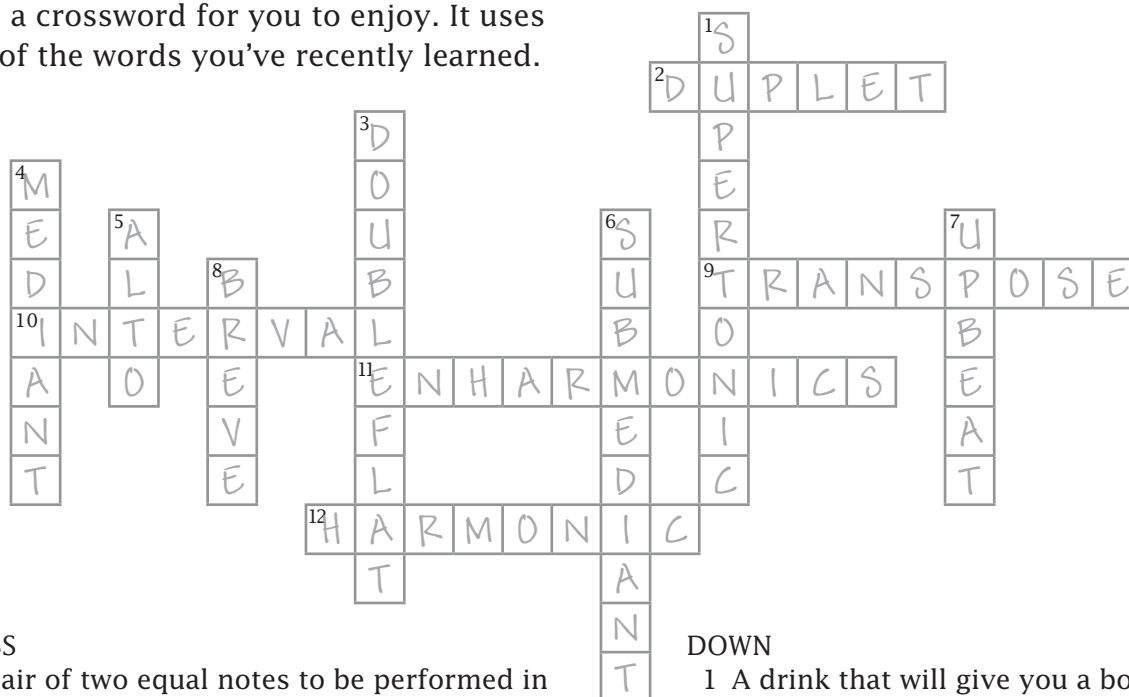 a crossword for you to enjoy. It uses
of the words you've recently learned.
1 SUPERTONIC
2 DUPLET
3 DOUBLEFLAT
4 MEDIANT
5 ALTO
6 SUBMEDIANT
7 UPBEAT
8 BREVE
9 TRANSPOSE
10 INTERVAL
11 ENHARMONICS
12 HARMONIC
SS
air of two equal notes to be performed in
DOWN
1 A drink that will give you a bo